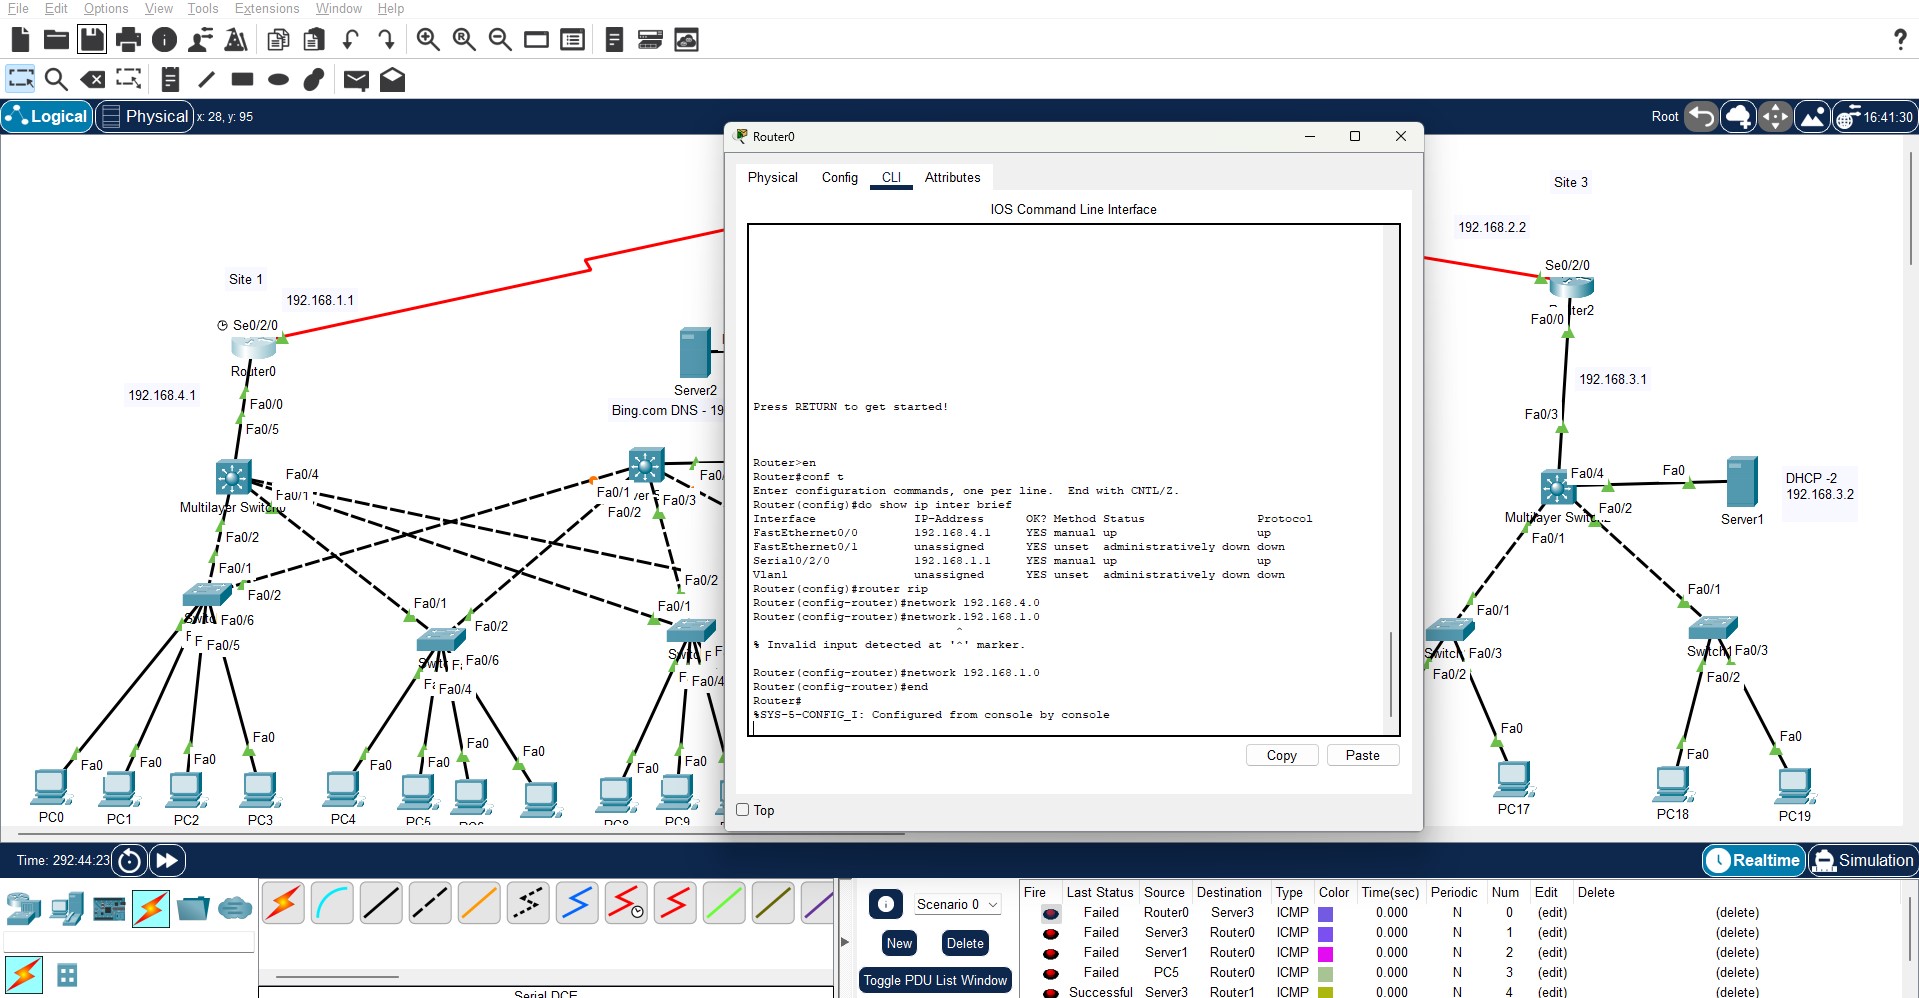 File Edit Options View Tools Extensions Window Help
?
Logical Physical x: 28, y: 95
Root 16:41:30
Router0
Physical Config CLI Attributes
IOS Command Line Interface
Press RETURN to get started!
Router>en
Router#conf t
Enter configuration commands, one per line.  End with CNTL/Z.
Router(config)#do show ip inter brief
Interface IP-Address OK? Method Status Protocol
FastEthernet0/0 192.168.4.1 YES manual up up
FastEthernet0/1 unassigned YES unset administratively down down
Serial0/2/0 192.168.1.1 YES manual up up
Vlan1 unassigned YES unset administratively down down
Router(config)#router rip
Router(config-router)#network 192.168.4.0
Router(config-router)#network.192.168.1.0
^
% Invalid input detected at '^' marker.
Router(config-router)#network 192.168.1.0
Router(config-router)#end
Router#
%SYS-5-CONFIG_I: Configured from console by console
Copy Paste
Top
Site 1
192.168.1.1
Se0/2/0
Router0
192.168.4.1
Fa0/0
Fa0/5
Fa0/4
Fa0/1
Multilayer Switch0
Fa0/2
Fa0/1
Fa0/2
Fa0/6
Fa0/5
Server2
Bing.com DNS - 19
Fa0/1
Fa0/3
Fa0/2
Fa0/1
Fa0/2
Fa0/6
Fa0/4
Fa0/2
Fa0/1
Fa0/4
Fa0 Fa0 Fa0 Fa0 Fa0 Fa0 Fa0 Fa0 Fa0 Fa0
PC0 PC1 PC2 PC3 PC4 PC5 PC6 PC8 PC9
Site 3
192.168.2.2
Se0/2/0
Router2
Fa0/0
192.168.3.1
Fa0/3
Fa0/4
Fa0
DHCP -2
192.168.3.2
Fa0/2
Server1
Fa0/1
Fa0/1
Fa0/1
Switch Fa0/3
Fa0/2
Switch1 Fa0/3
Fa0/2
Fa0 Fa0 Fa0
PC17 PC18 PC19
Time: 292:44:23
Realtime Simulation
Serial DCE
Scenario 0
New Delete
Toggle PDU List Window
Fire Last Status Source Destination Type Color Time(sec) Periodic Num Edit Delete
Failed Router0 Server3 ICMP 0.000 N 0 (edit) (delete)
Failed Server3 Router0 ICMP 0.000 N 1 (edit) (delete)
Failed Server1 Router0 ICMP 0.000 N 2 (edit) (delete)
Failed PC5 Router0 ICMP 0.000 N 3 (edit) (delete)
Successful Server3 Router1 ICMP 0.000 N 4 (edit) (delete)